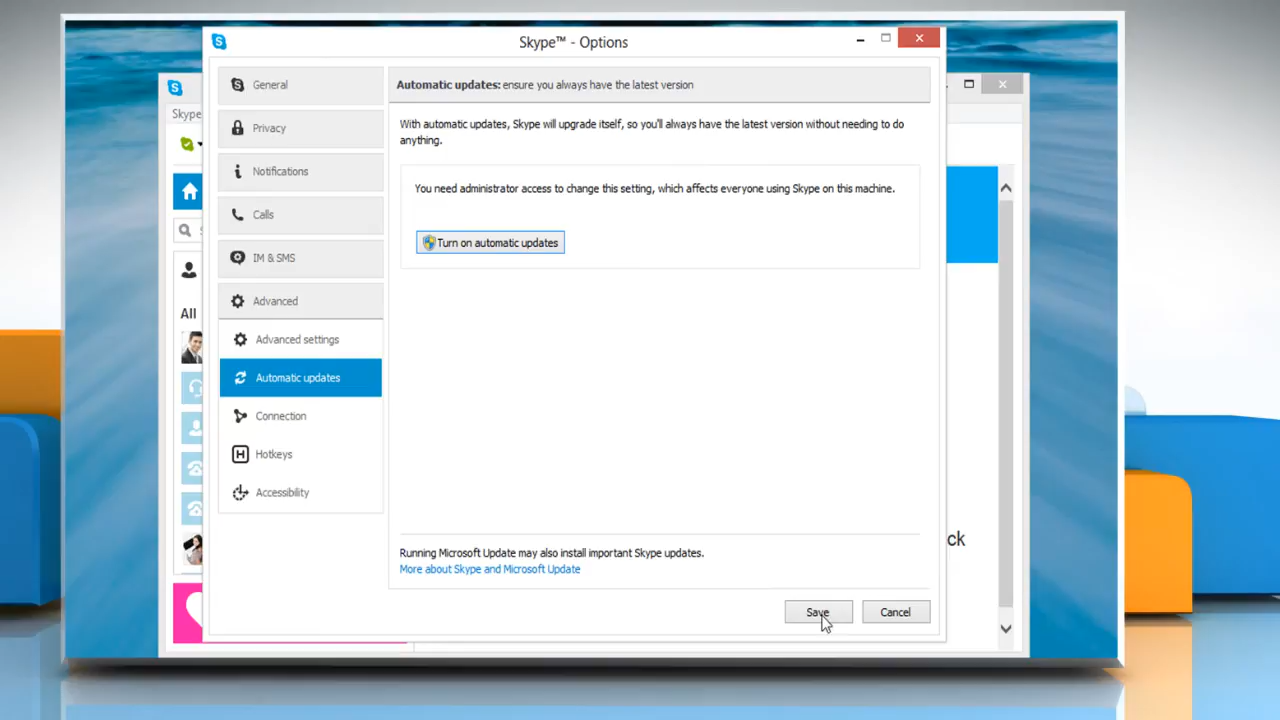 Skype™ - Options
Skype
General
Privacy
Notifications
Calls
IM & SMS
Advanced
Advanced settings
Automatic updates
Connection
Hotkeys
Accessibility
All
Automatic updates: ensure you always have the latest version
With automatic updates, Skype will upgrade itself, so you'll always have the latest version without needing to do
anything.
You need administrator access to change this setting, which affects everyone using Skype on this machine.
Turn on automatic updates
Running Microsoft Update may also install important Skype updates.
More about Skype and Microsoft Update
Save
Cancel
ck